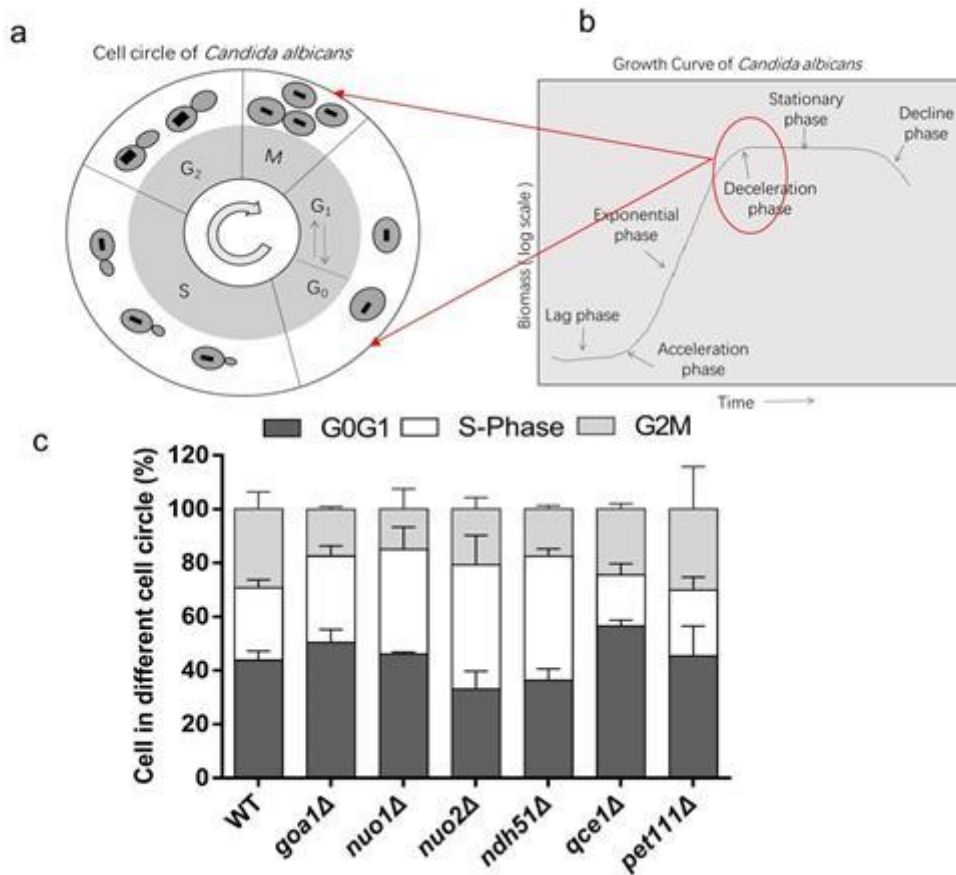 a
Cell circle of Candida albicans
M
G₂
G₁
G₀
S
b
Growth Curve of Candida albicans
Stationary
phase
Decline
phase
Deceleration
phase
Exponential
phase
Lag phase
Acceleration
phase
Biomass ( log scale )
Time
c
G0G1
S-Phase
G2M
Cell in different cell circle (%)
120
100
80
60
40
20
0
WT
goa1Δ
nuo1Δ
nuo2Δ
ndh51Δ
qce1Δ
pet111Δ